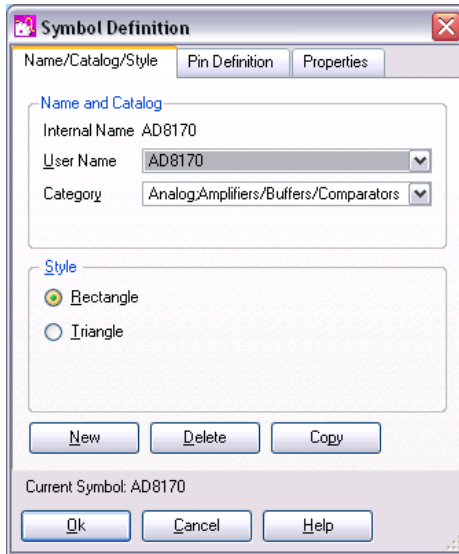 Symbol Definition
Name/Catalog/Style Pin Definition Properties
Name and Catalog
Internal Name AD8170
User Name AD8170
Category Analog;Amplifiers/Buffers/Comparators
Style
Rectangle
Triangle
New Delete Copy
Current Symbol: AD8170
Ok Cancel Help